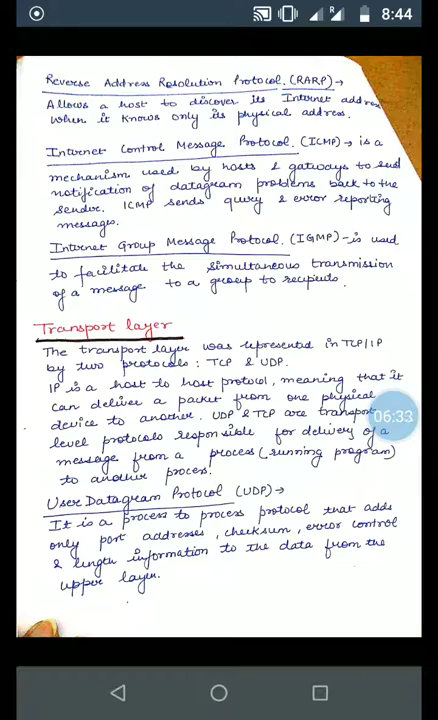 R
8:44
Reverse Address Resolution Protocol. (RARP)→
Allows a host to discover its Internet address
when it knows only its physical address.
Internet Control Message Protocol. (ICMP)→ is a
mechanism used by hosts & gateways to send
notification of datagram problems back to the
sender. ICMP sends query & error reporting
messages.
Internet Group Message Protocol. (IGMP)-is used
to facilitate the simultaneous transmission
of a message to a group to recipients.
Transport layer
The transport layer was represented in TCP/IP
by two protocols: TCP & UDP.
IP is a host to host protocol, meaning that it
can deliver a packet from one physical
device to another. UDP & TCP are transport
06:33
level protocols responsible for delivery of a
message from a process (running program)
to another process.
User Datagram Protocol (UDP)→
It is a process to process protocol that adds
only port addresses, checksum, error control
& length information to the data from the
upper layer.